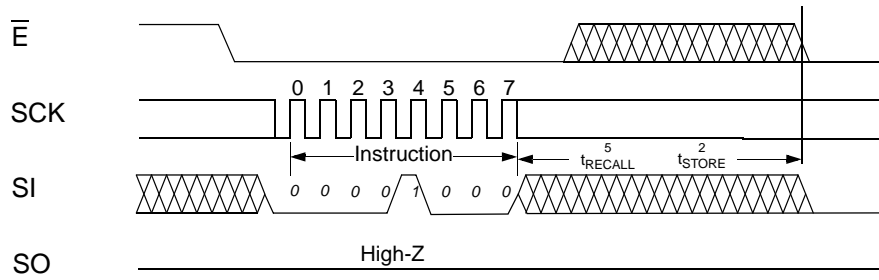 E
SCK
0 1 2 3 4 5 6 7
Instruction
5
tRECALL
2
tSTORE
SI
0 0 0 0 1 0 0 0
High-Z
SO